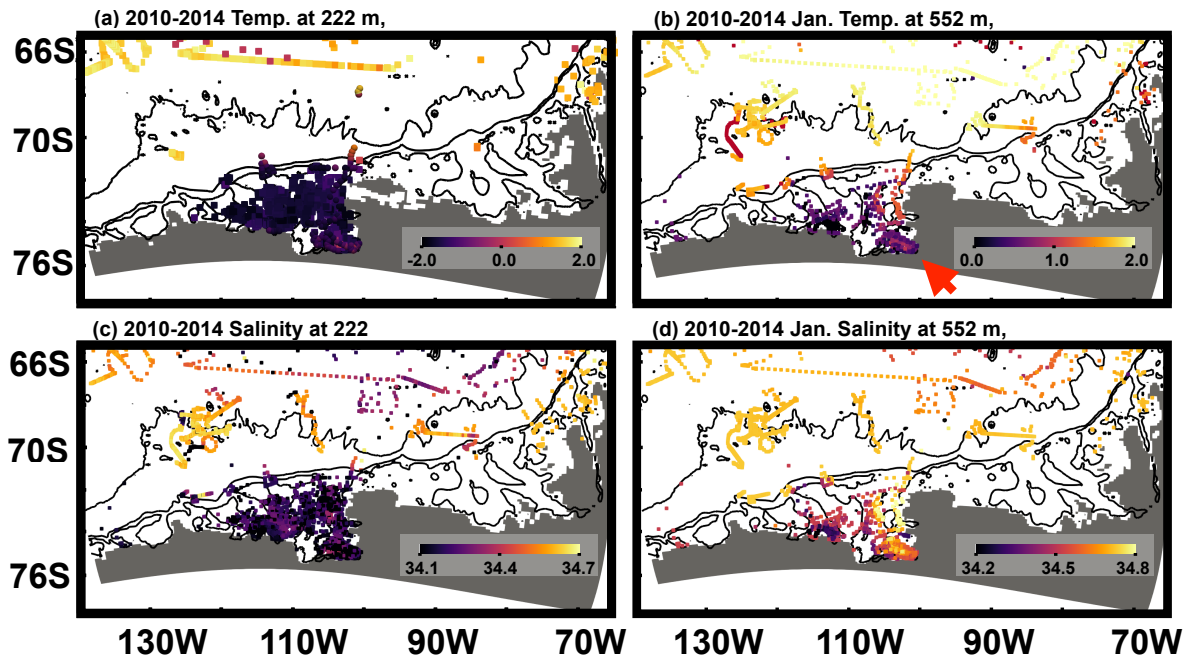 (a) 2010-2014 Temp. at 222 m,
(b) 2010-2014 Jan. Temp. at 552 m,
66S
70S
76S
-2.0 0.0 2.0
0.0 1.0 2.0
(c) 2010-2014 Salinity at 222
(d) 2010-2014 Jan. Salinity at 552 m,
66S
70S
76S
34.1 34.4 34.7
34.2 34.5 34.8
130W 110W 90W 70W
130W 110W 90W 70W